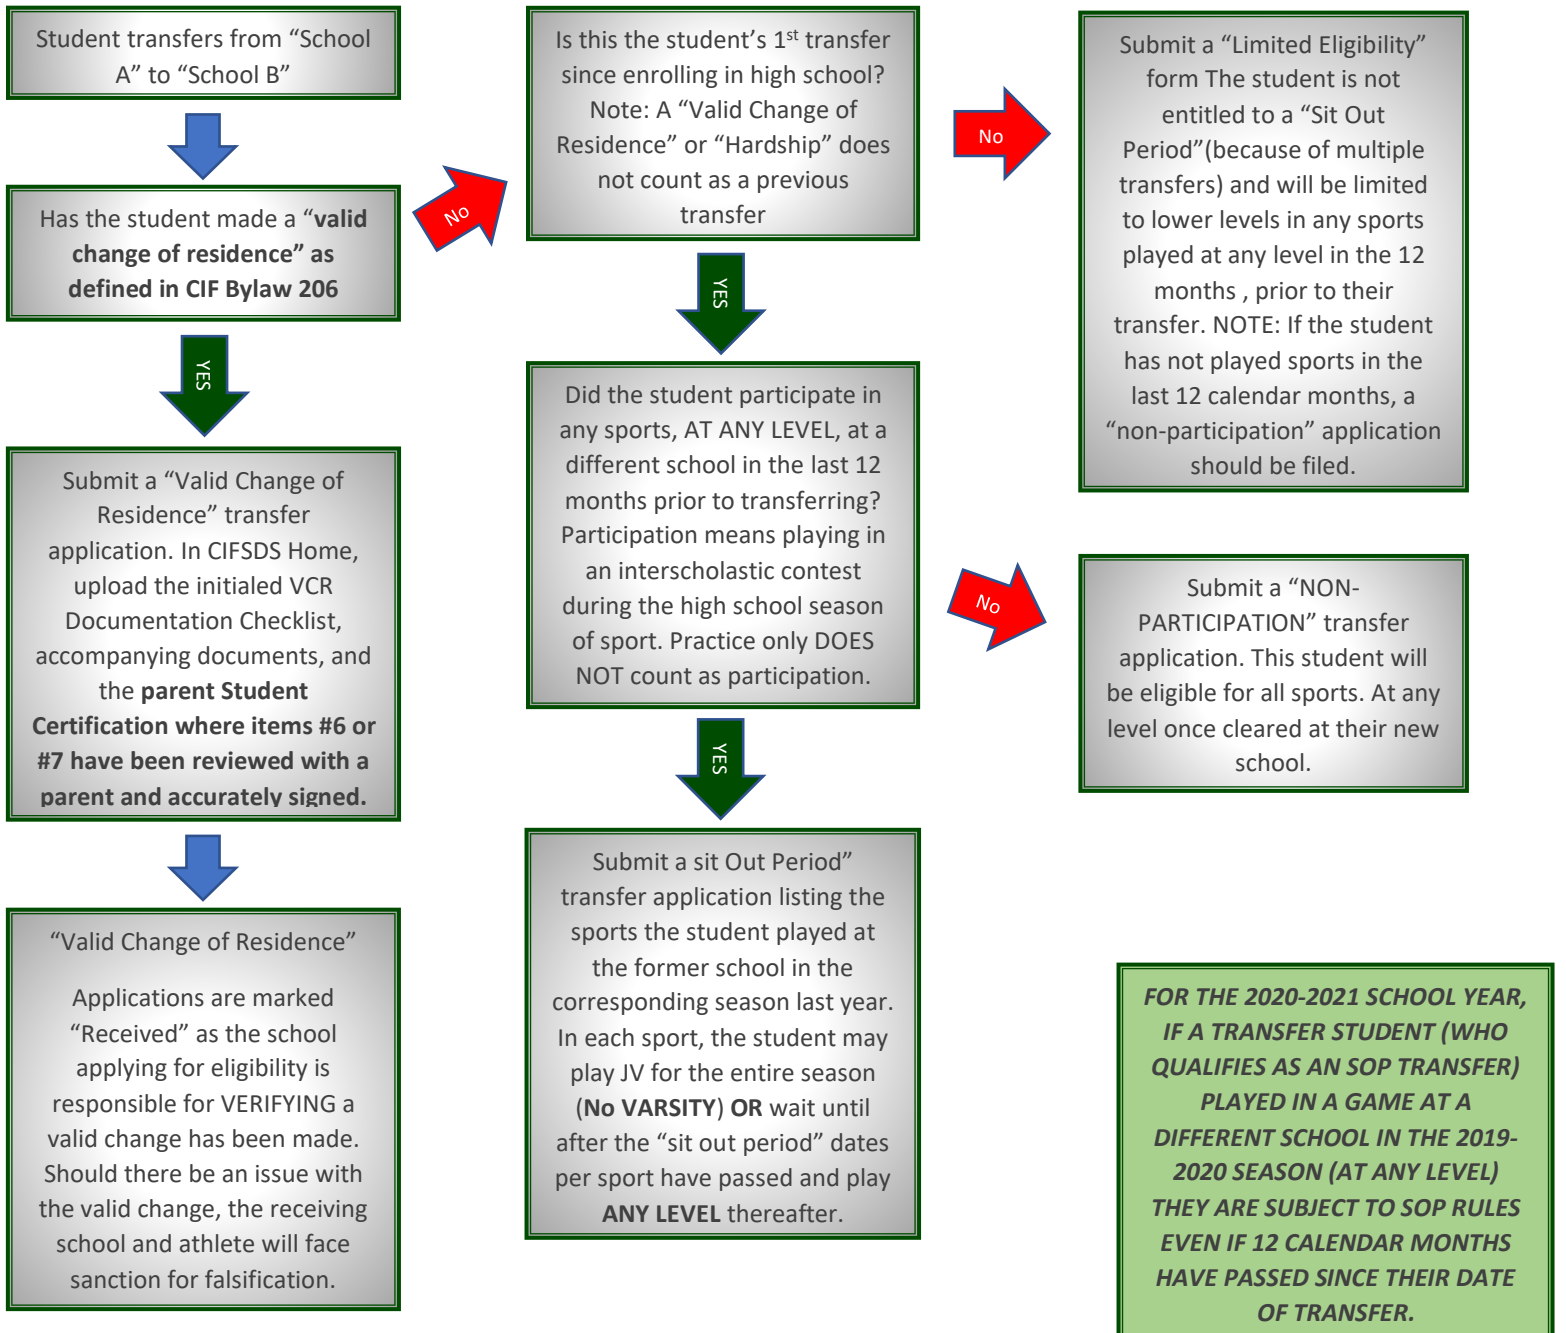 Student transfers from “School
A” to “School B”
Has the student made a “valid
change of residence” as
defined in CIF Bylaw 206
No
YES
Submit a “Valid Change of
Residence” transfer
application. In CIFSDS Home,
upload the initialed VCR
Documentation Checklist,
accompanying documents, and
the parent Student
Certification where items #6 or
#7 have been reviewed with a
parent and accurately signed.
“Valid Change of Residence”
Applications are marked
“Received” as the school
applying for eligibility is
responsible for VERIFYING a
valid change has been made.
Should there be an issue with
the valid change, the receiving
school and athlete will face
sanction for falsification.
Is this the student’s 1st transfer
since enrolling in high school?
Note: A “Valid Change of
Residence” or “Hardship” does
not count as a previous
transfer
No
YES
Did the student participate in
any sports, AT ANY LEVEL, at a
different school in the last 12
months prior to transferring?
Participation means playing in
an interscholastic contest
during the high school season
of sport. Practice only DOES
NOT count as participation.
No
YES
Submit a sit Out Period”
transfer application listing the
sports the student played at
the former school in the
corresponding season last year.
In each sport, the student may
play JV for the entire season
(No VARSITY) OR wait until
after the “sit out period” dates
per sport have passed and play
ANY LEVEL thereafter.
Submit a “Limited Eligibility”
form The student is not
entitled to a “Sit Out
Period”(because of multiple
transfers) and will be limited
to lower levels in any sports
played at any level in the 12
months , prior to their
transfer. NOTE: If the student
has not played sports in the
last 12 calendar months, a
“non-participation” application
should be filed.
Submit a “NON-
PARTICIPATION” transfer
application. This student will
be eligible for all sports. At any
level once cleared at their new
school.
FOR THE 2020-2021 SCHOOL YEAR,
IF A TRANSFER STUDENT (WHO
QUALIFIES AS AN SOP TRANSFER)
PLAYED IN A GAME AT A
DIFFERENT SCHOOL IN THE 2019-
2020 SEASON (AT ANY LEVEL)
THEY ARE SUBJECT TO SOP RULES
EVEN IF 12 CALENDAR MONTHS
HAVE PASSED SINCE THEIR DATE
OF TRANSFER.